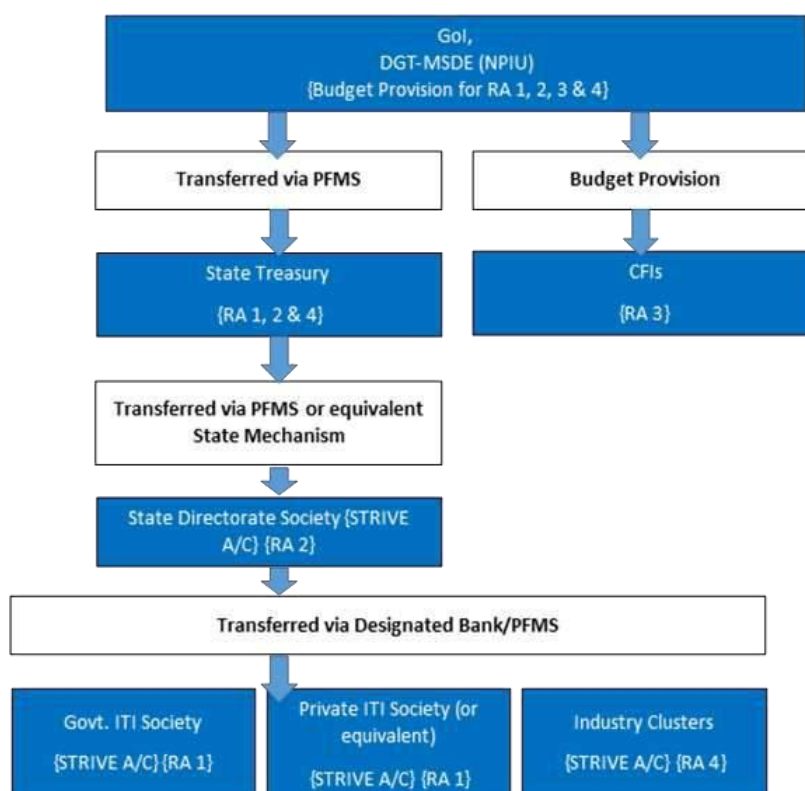 GoI,
DGT-MSDE (NPIU)
{Budget Provision for RA 1, 2, 3 & 4}
Transferred via PFMS
Budget Provision
State Treasury
{RA 1, 2 & 4}
CFIs
{RA 3}
Transferred via PFMS or equivalent
State Mechanism
State Directorate Society {STRIVE
A/C} {RA 2}
Transferred via Designated Bank/PFMS
Govt. ITI Society
{STRIVE A/C} {RA 1}
Private ITI Society (or
equivalent)
{STRIVE A/C} {RA 1}
Industry Clusters
{STRIVE A/C} {RA 4}